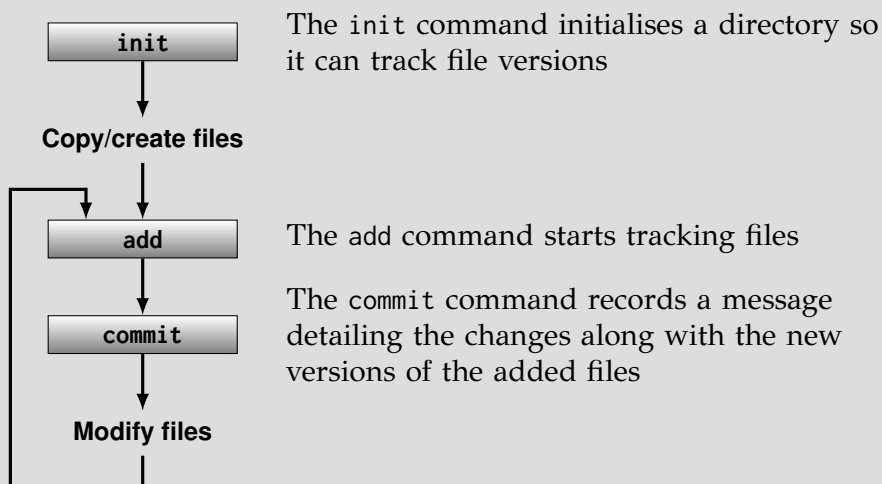 init
The init command initialises a directory so
it can track file versions
Copy/create files
add
The add command starts tracking files
commit
The commit command records a message
detailing the changes along with the new
versions of the added files
Modify files